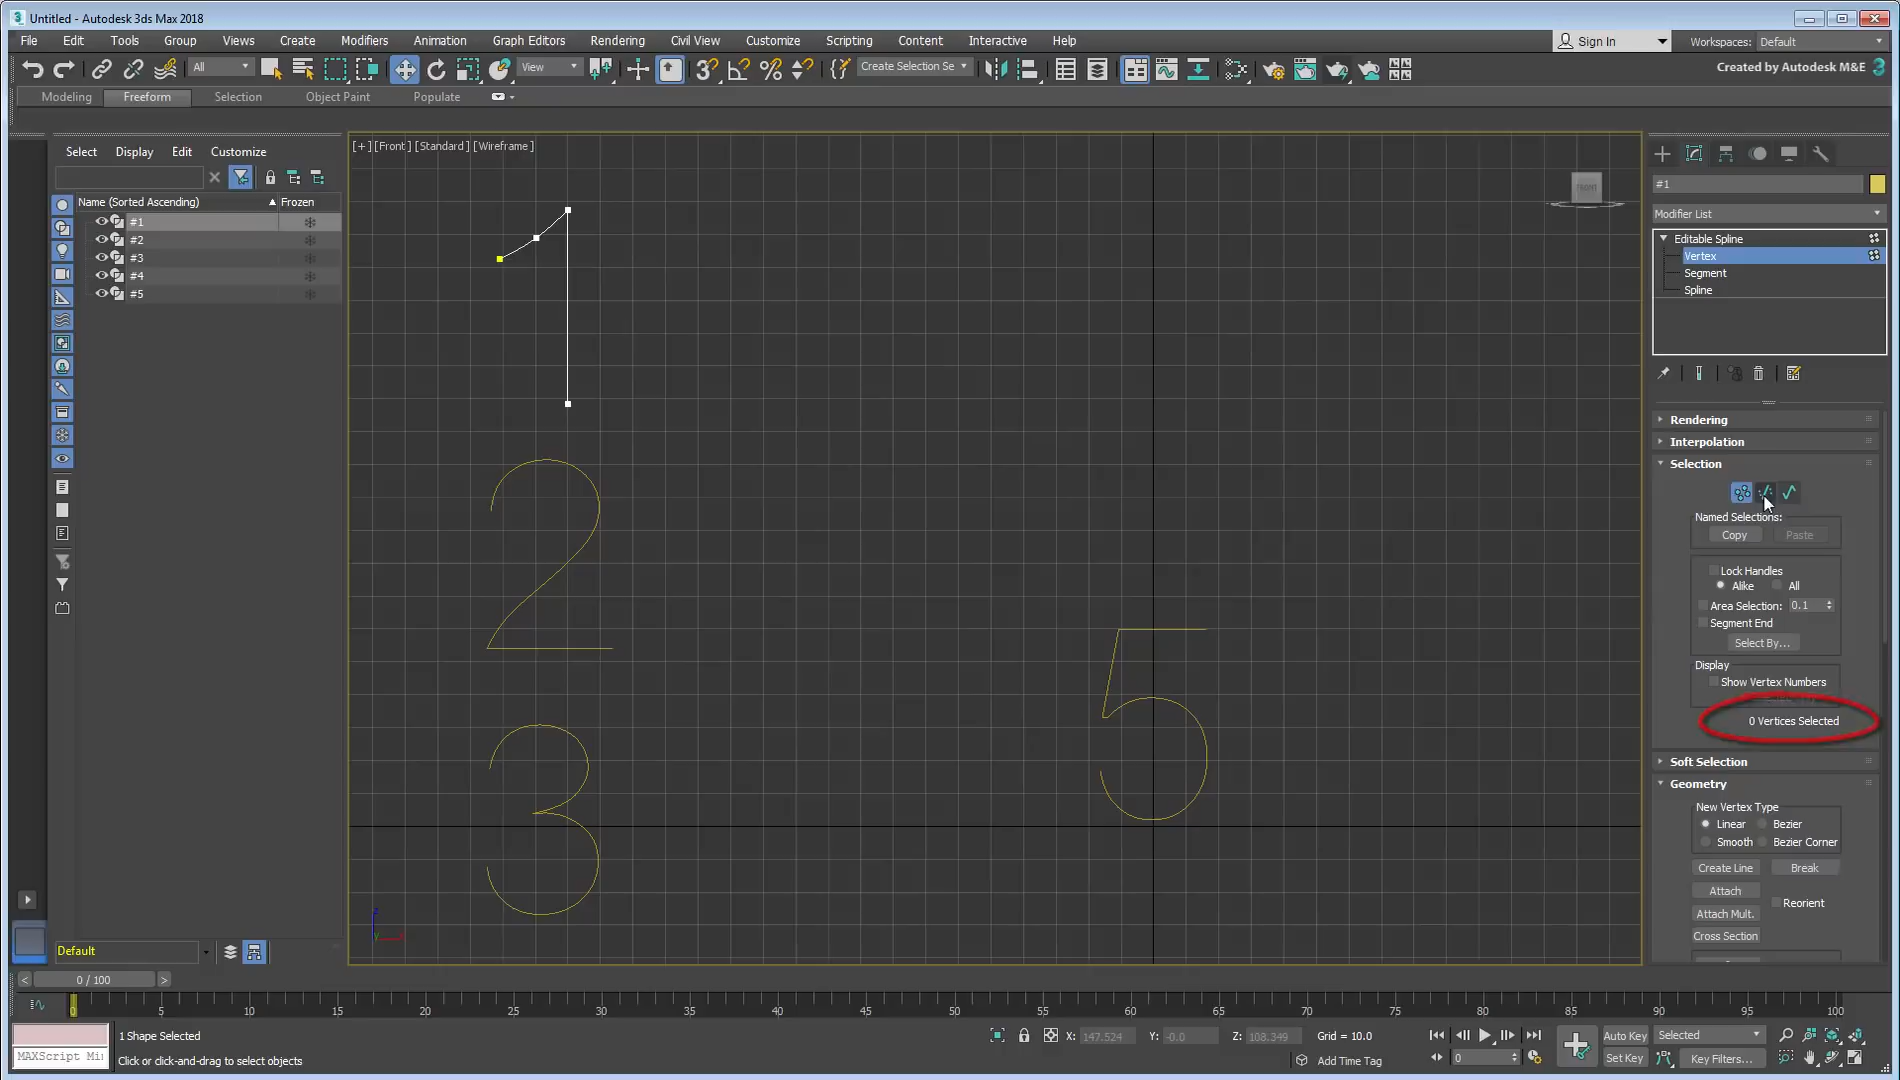 Untitled - Autodesk 3ds Max 2018
File Edit Tools Group Views Create Modifiers Animation Graph Editors Rendering Civil View Customize Scripting Content Interactive Help
Sign In
Workspaces: Default
All
View
Create Selection Se
Created by Autodesk M&E
Modeling Freeform Selection Object Paint Populate
Select Display Edit Customize
Name (Sorted Ascending) Frozen
#1
#2
#3
#4
#5
Default
[+] [Front ] [Standard ] [Wireframe ]
FRONT
#1
Modifier List
Editable Spline
Vertex
Segment
Spline
Rendering
Interpolation
Selection
Named Selections:
Copy Paste
Lock Handles
Alike All
Area Selection: 0.1
Segment End
Select By...
Display
Show Vertex Numbers
0 Vertices Selected
Soft Selection
Geometry
New Vertex Type
Linear Bezier
Smooth Bezier Corner
Create Line Break
Attach
Reorient
Attach Mult.
Cross Section
< 0 / 100 >
0 5 10 15 20 25 30 35 40 45 50 55 60 65 70 75 80 85 90 95 100
1 Shape Selected
X: 147.524 Y: -0.0 Z: 108.349 Grid = 10.0
Auto Key Selected
MAXScript Mi
Click or click-and-drag to select objects
Add Time Tag
0
Set Key Key Filters...